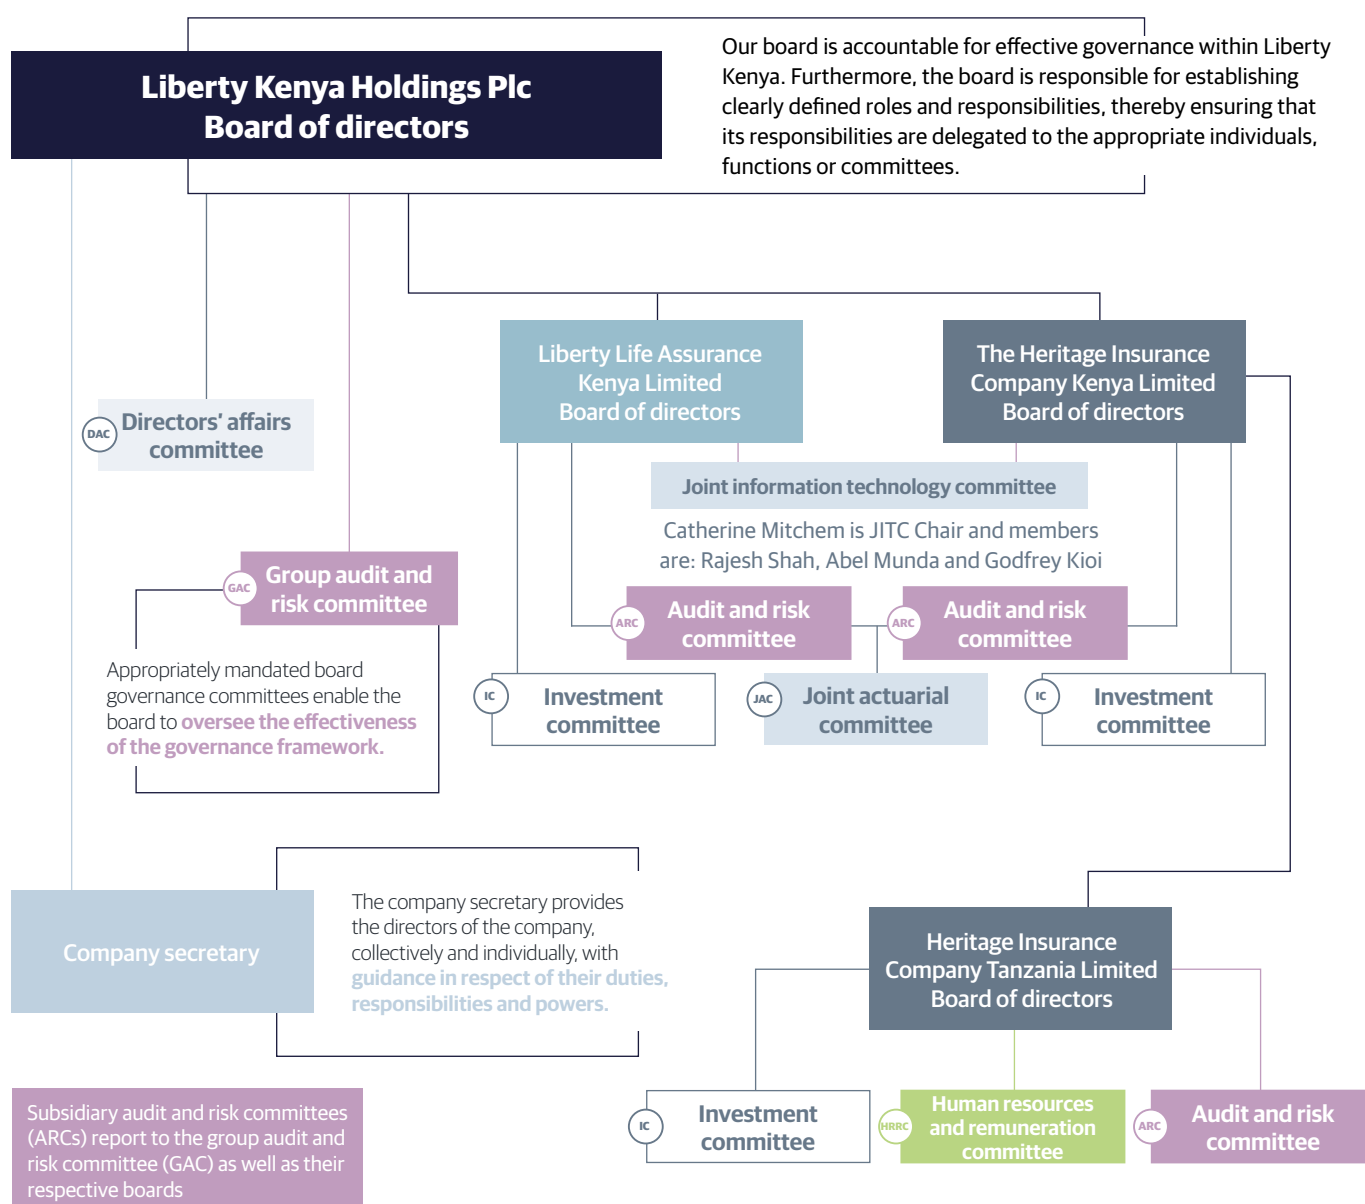 Liberty Kenya Holdings Plc
Board of directors
Our board is accountable for effective governance within Liberty
Kenya. Furthermore, the board is responsible for establishing
clearly defined roles and responsibilities, thereby ensuring that
its responsibilities are delegated to the appropriate individuals,
functions or committees.
Liberty Life Assurance
Kenya Limited
Board of directors
The Heritage Insurance
Company Kenya Limited
Board of directors
DAC
Directors' affairs
committee
Joint information technology committee
Catherine Mitchem is JITC Chair and members
are: Rajesh Shah, Abel Munda and Godfrey Kioi
GAC
Group audit and
risk committee
ARC
Audit and risk
committee
ARC
Audit and risk
committee
Appropriately mandated board
governance committees enable the
board to oversee the effectiveness
of the governance framework.
IC
Investment
committee
JAC
Joint actuarial
committee
IC
Investment
committee
Company secretary
The company secretary provides
the directors of the company,
collectively and individually, with
guidance in respect of their duties,
responsibilities and powers.
Heritage Insurance
Company Tanzania Limited
Board of directors
Subsidiary audit and risk committees
(ARCs) report to the group audit and
risk committee (GAC) as well as their
respective boards
IC
Investment
committee
HRRC
Human resources
and remuneration
committee
ARC
Audit and risk
committee